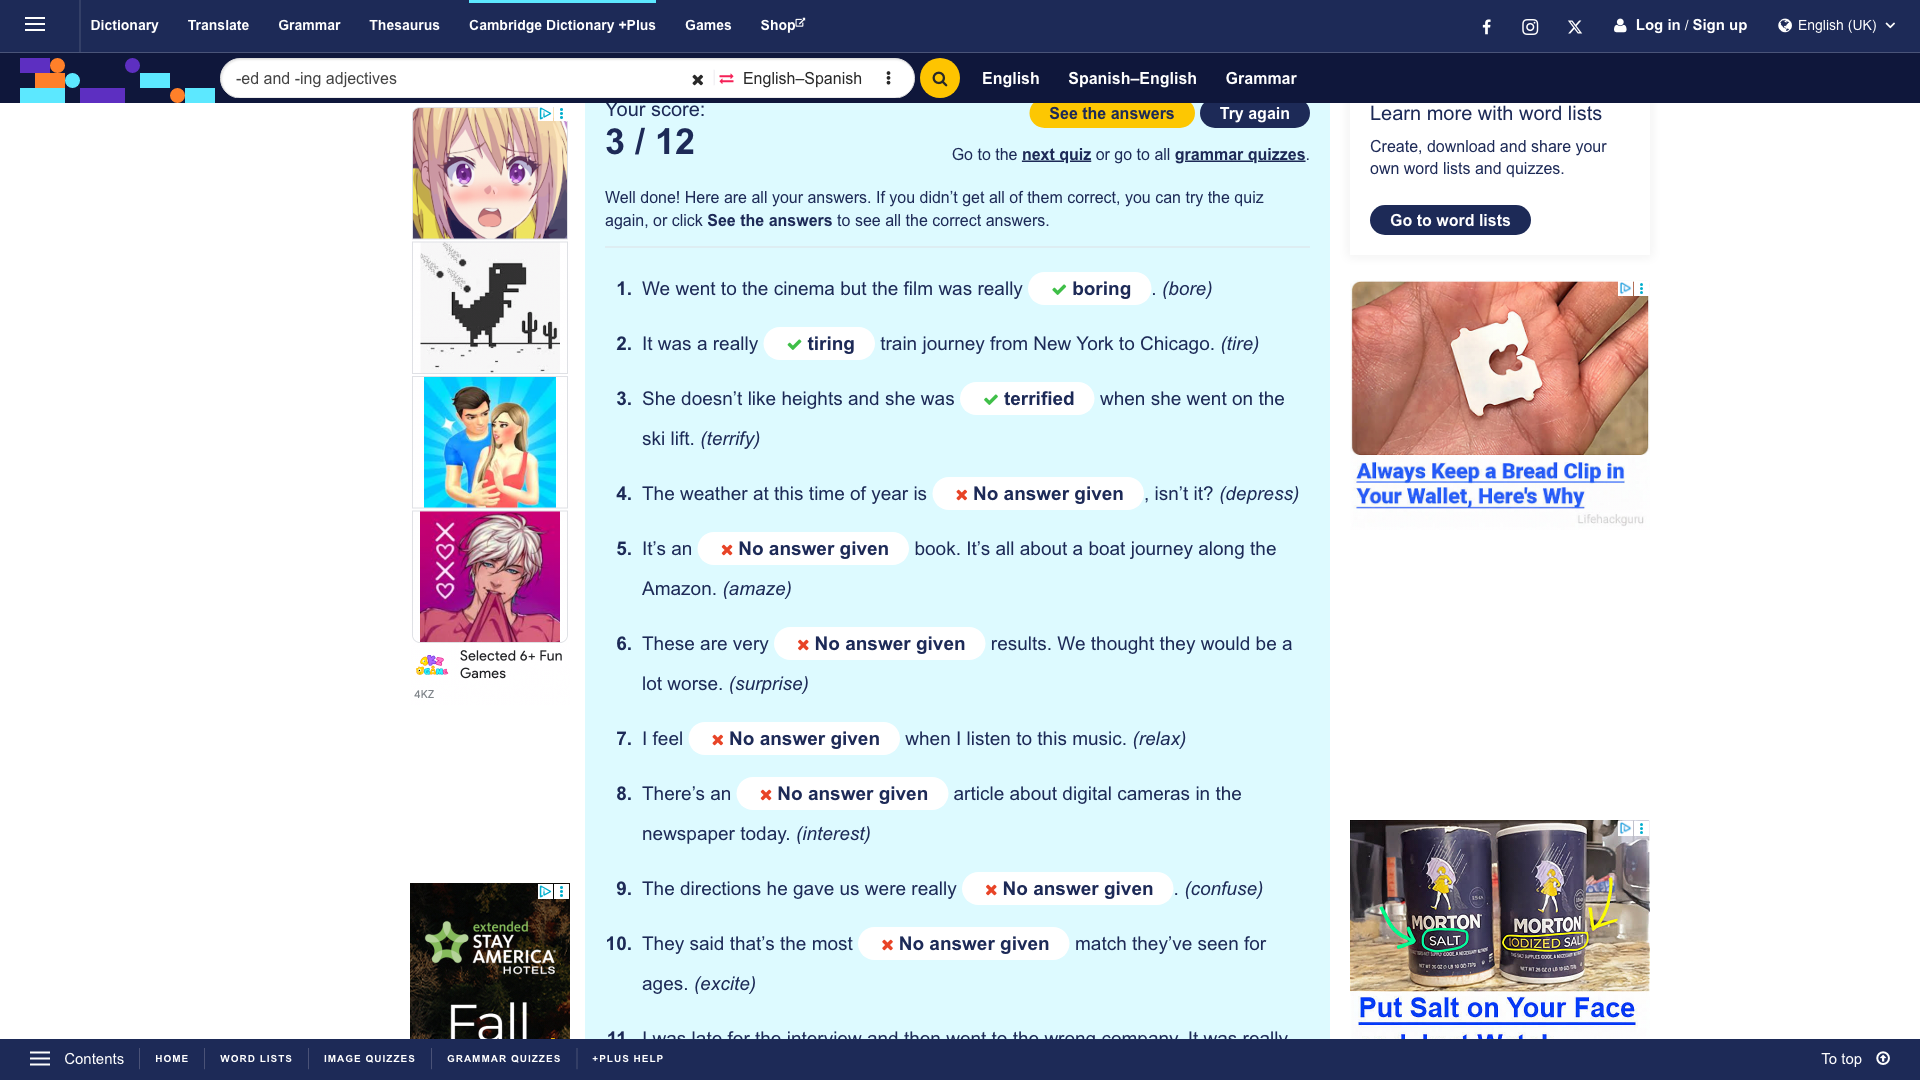 Dictionary Translate Grammar Thesaurus Cambridge Dictionary +Plus Games Shop Log in / Sign up English (UK)
-ed and -ing adjectives English–Spanish English Spanish–English Grammar
Your score:
3 / 12
See the answers Try again
Go to the next quiz or go to all grammar quizzes.
Well done! Here are all your answers. If you didn’t get all of them correct, you can try the quiz
again, or click See the answers to see all the correct answers.
1. We went to the cinema but the film was really boring . (bore)
2. It was a really tiring train journey from New York to Chicago. (tire)
3. She doesn’t like heights and she was terrified when she went on the
ski lift. (terrify)
4. The weather at this time of year is No answer given , isn’t it? (depress)
5. It’s an No answer given book. It’s all about a boat journey along the
Amazon. (amaze)
6. These are very No answer given results. We thought they would be a
lot worse. (surprise)
7. I feel No answer given when I listen to this music. (relax)
8. There’s an No answer given article about digital cameras in the
newspaper today. (interest)
9. The directions he gave us were really No answer given . (confuse)
10. They said that’s the most No answer given match they’ve seen for
ages. (excite)
11. I was late for the interview and then went to the wrong company. It was really
Selected 6+ Fun
Games
4KZ
extended
STAY
AMERICA
HOTELS
Fall
Learn more with word lists
Create, download and share your
own word lists and quizzes.
Go to word lists
Always Keep a Bread Clip in
Your Wallet, Here's Why
Lifehackguru
MORTON
SALT
MORTON
IODIZED SALT
Put Salt on Your Face
Contents HOME WORD LISTS IMAGE QUIZZES GRAMMAR QUIZZES +PLUS HELP To top